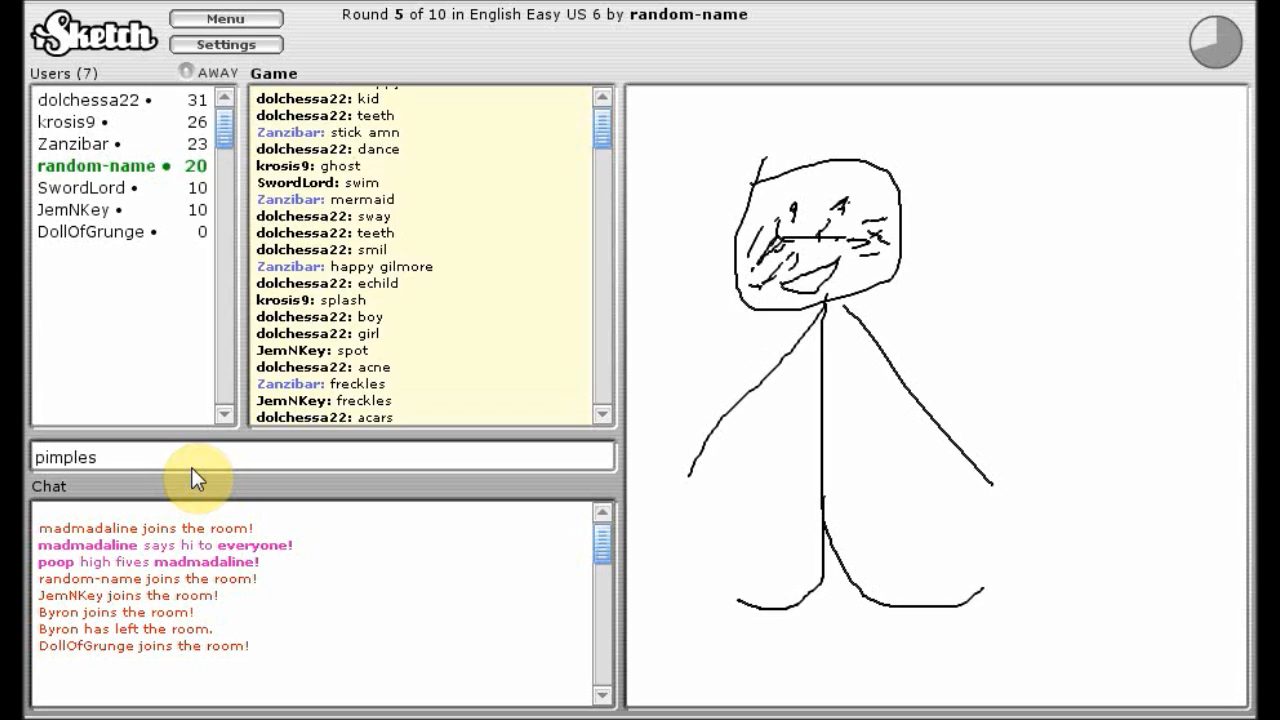 iSketch
Menu
Settings
Round 5 of 10 in English Easy US 6 by random-name
Users (7)
AWAY
Game
dolchessa22 • 31
krosis9 • 26
Zanzibar • 23
random-name • 20
SwordLord • 10
JemNKey • 10
DollOfGrunge • 0
dolchessa22: kid
dolchessa22: teeth
Zanzibar: stick amn
dolchessa22: dance
krosis9: ghost
SwordLord: swim
Zanzibar: mermaid
dolchessa22: sway
dolchessa22: teeth
dolchessa22: smil
Zanzibar: happy gilmore
dolchessa22: echild
krosis9: splash
dolchessa22: boy
dolchessa22: girl
JemNKey: spot
dolchessa22: acne
Zanzibar: freckles
JemNKey: freckles
dolchessa22: acars
pimples
Chat
madmadaline joins the room!
madmadaline says hi to everyone!
poop high fives madmadaline!
random-name joins the room!
JemNKey joins the room!
Byron joins the room!
Byron has left the room.
DollOfGrunge joins the room!